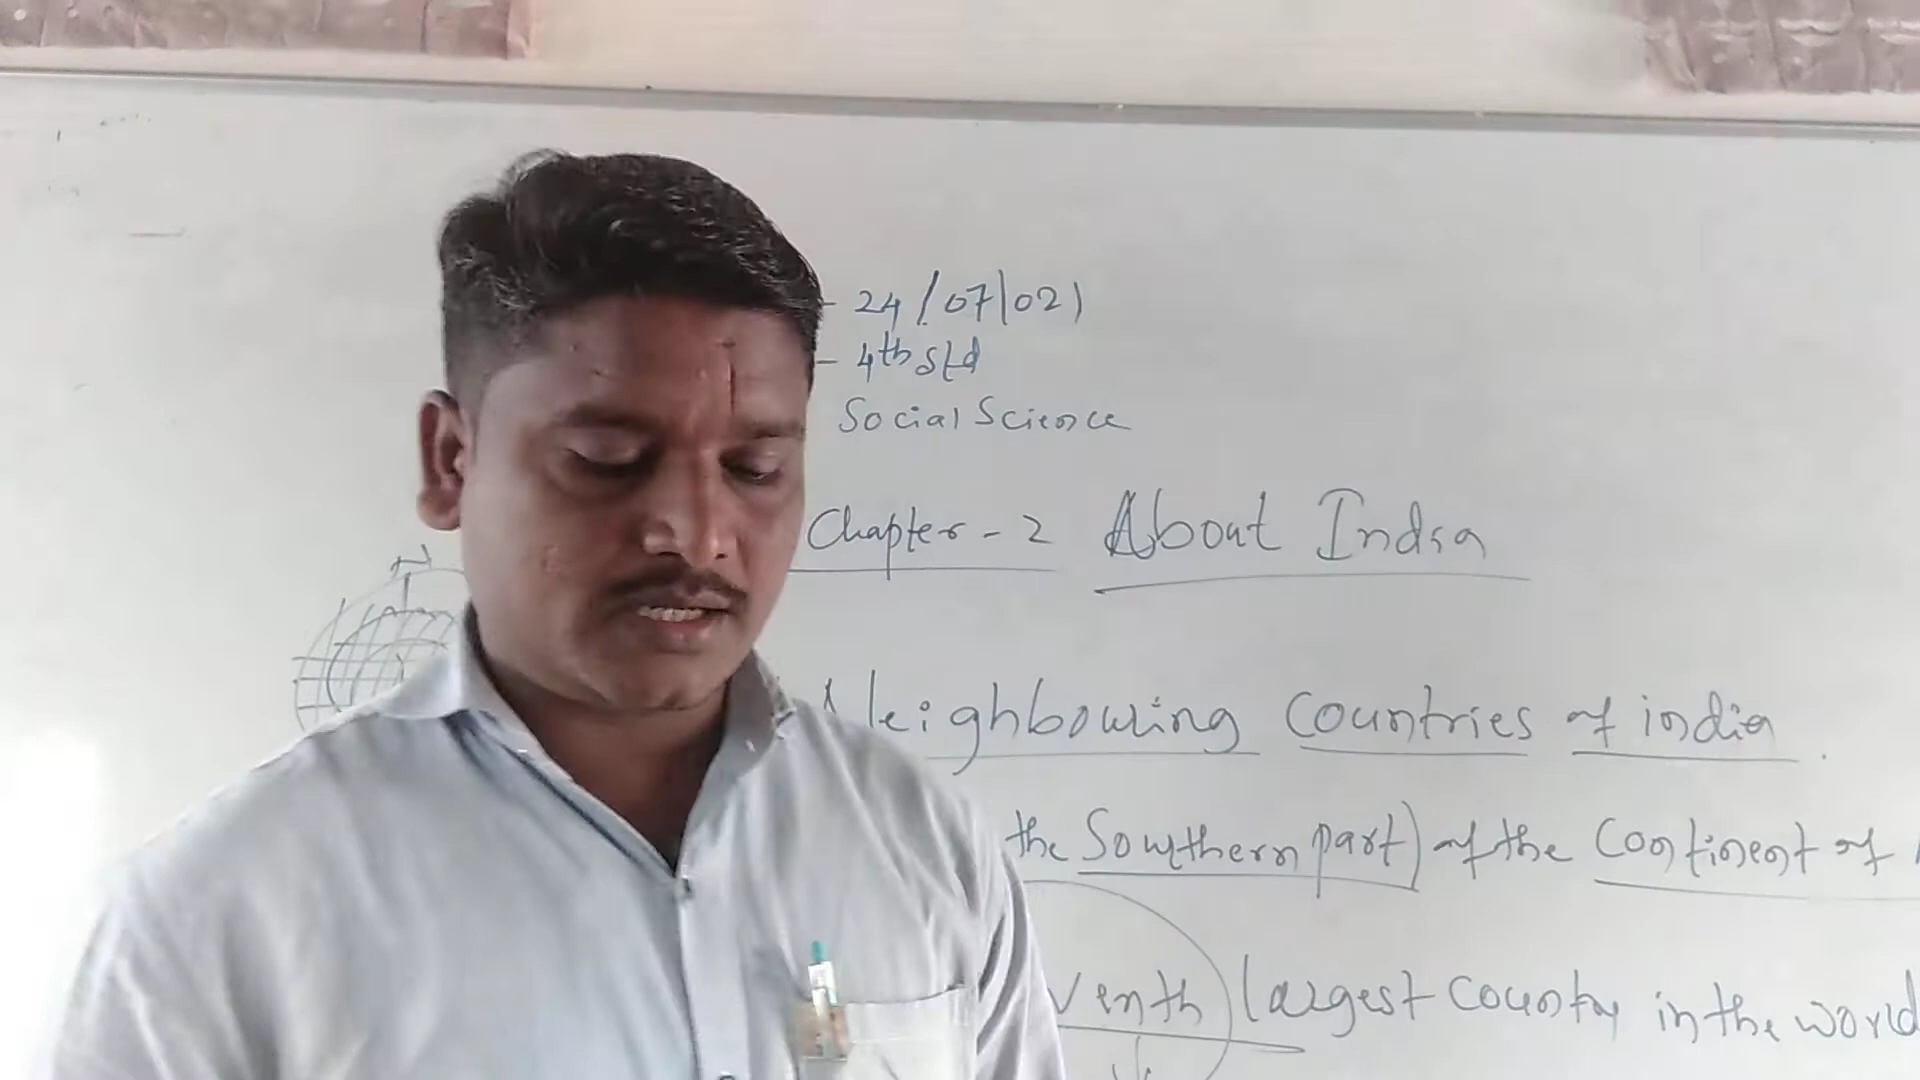 - 24/07/021
- 4th std
Social Science
Chapter - 2 About India
Neighbouring Countries of india.
the Southern part) of the Continent of
venth largest country in the world